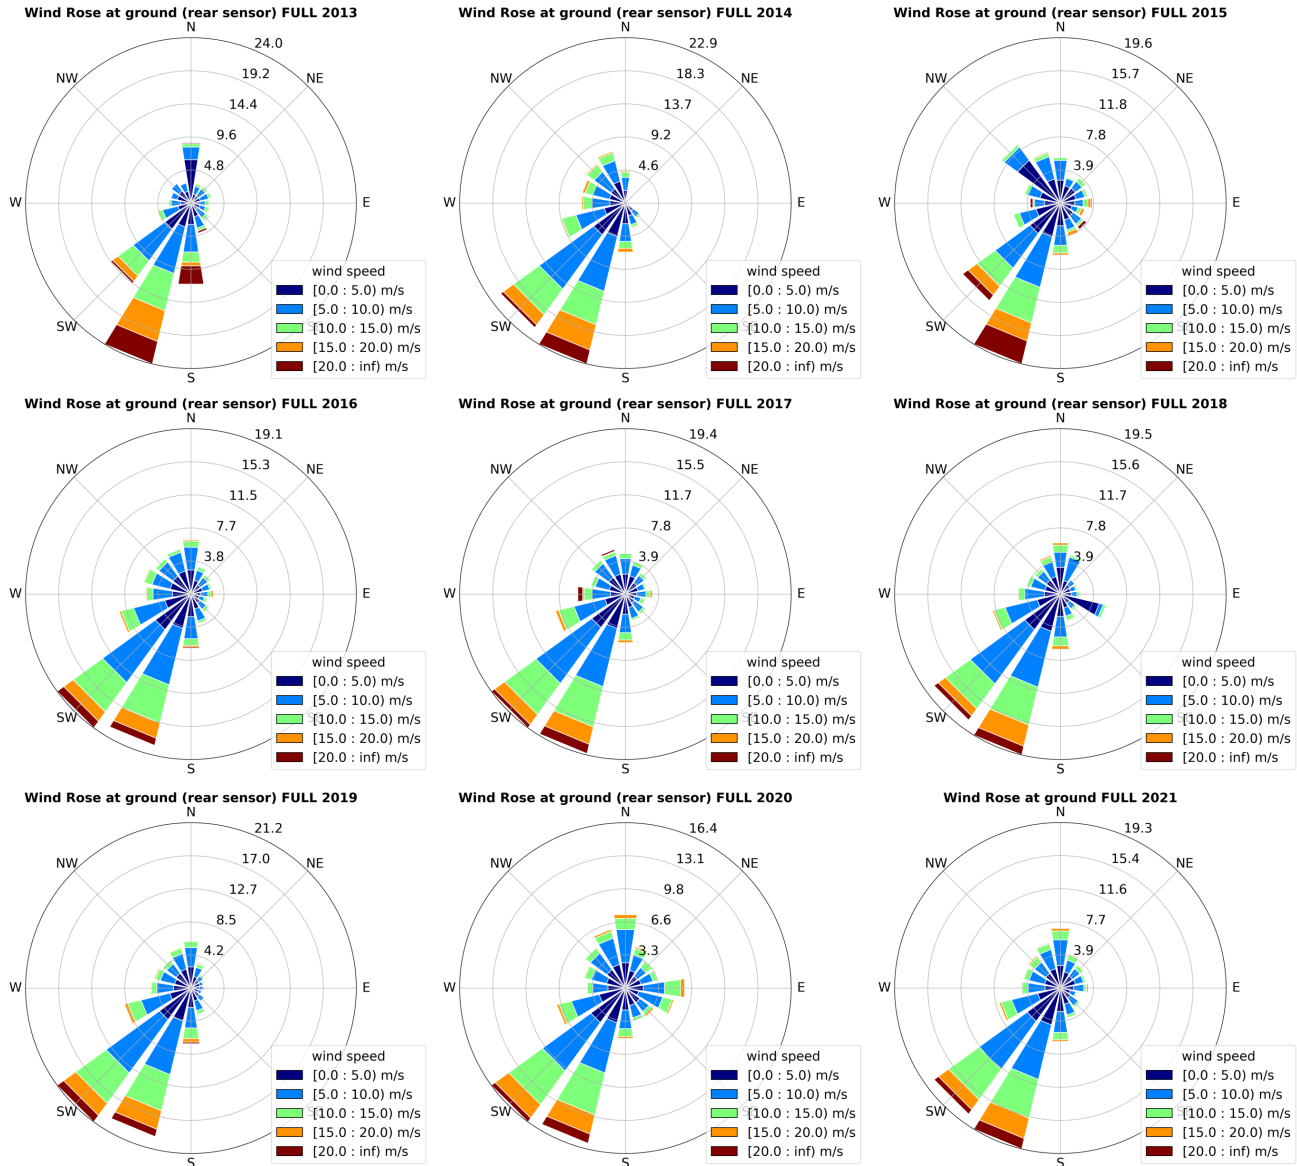 Wind Rose at ground (rear sensor) FULL 2013
N
24.0
NW
19.2
NE
14.4
9.6
4.8
W
E
wind speed
[0.0 : 5.0) m/s
[5.0 : 10.0) m/s
SW
[10.0 : 15.0) m/s
[15.0 : 20.0) m/s
[20.0 : inf) m/s
S
Wind Rose at ground (rear sensor) FULL 2014
N
22.9
NW
18.3
NE
13.7
9.2
4.6
W
E
wind speed
[0.0 : 5.0) m/s
[5.0 : 10.0) m/s
SW
[10.0 : 15.0) m/s
[15.0 : 20.0) m/s
[20.0 : inf) m/s
S
Wind Rose at ground (rear sensor) FULL 2015
N
19.6
NW
15.7
NE
11.8
7.8
3.9
W
E
wind speed
[0.0 : 5.0) m/s
[5.0 : 10.0) m/s
SW
[10.0 : 15.0) m/s
[15.0 : 20.0) m/s
[20.0 : inf) m/s
S
Wind Rose at ground (rear sensor) FULL 2016
N
19.1
NW
15.3
NE
11.5
7.7
3.8
W
E
wind speed
[0.0 : 5.0) m/s
[5.0 : 10.0) m/s
SW
[10.0 : 15.0) m/s
[15.0 : 20.0) m/s
[20.0 : inf) m/s
S
Wind Rose at ground (rear sensor) FULL 2017
N
19.4
NW
15.5
NE
11.7
7.8
3.9
W
E
wind speed
[0.0 : 5.0) m/s
[5.0 : 10.0) m/s
SW
[10.0 : 15.0) m/s
[15.0 : 20.0) m/s
[20.0 : inf) m/s
S
Wind Rose at ground (rear sensor) FULL 2018
N
19.5
NW
15.6
NE
11.7
7.8
3.9
W
E
wind speed
[0.0 : 5.0) m/s
[5.0 : 10.0) m/s
SW
[10.0 : 15.0) m/s
[15.0 : 20.0) m/s
[20.0 : inf) m/s
S
Wind Rose at ground (rear sensor) FULL 2019
N
21.2
NW
17.0
NE
12.7
8.5
4.2
W
E
wind speed
[0.0 : 5.0) m/s
[5.0 : 10.0) m/s
SW
[10.0 : 15.0) m/s
[15.0 : 20.0) m/s
[20.0 : inf) m/s
S
Wind Rose at ground (rear sensor) FULL 2020
N
16.4
NW
13.1
NE
9.8
6.6
3.3
W
E
wind speed
[0.0 : 5.0) m/s
[5.0 : 10.0) m/s
SW
[10.0 : 15.0) m/s
[15.0 : 20.0) m/s
[20.0 : inf) m/s
S
Wind Rose at ground FULL 2021
N
19.3
NW
15.4
NE
11.6
7.7
3.9
W
E
wind speed
[0.0 : 5.0) m/s
[5.0 : 10.0) m/s
SW
[10.0 : 15.0) m/s
[15.0 : 20.0) m/s
[20.0 : inf) m/s
S